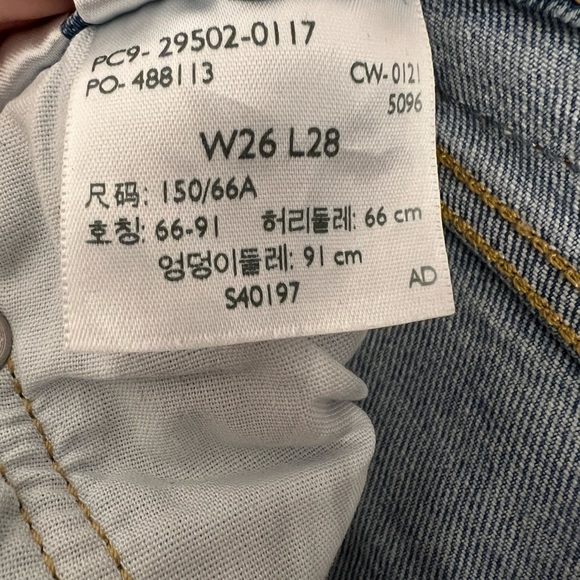 PC9- 29502-0117
PO- 488113
CW- 0121
5096
W26 L28
尺码: 150/66A
호칭: 66-91 허리둘레: 66 cm
엉덩이둘레: 91 cm
S40197
AD